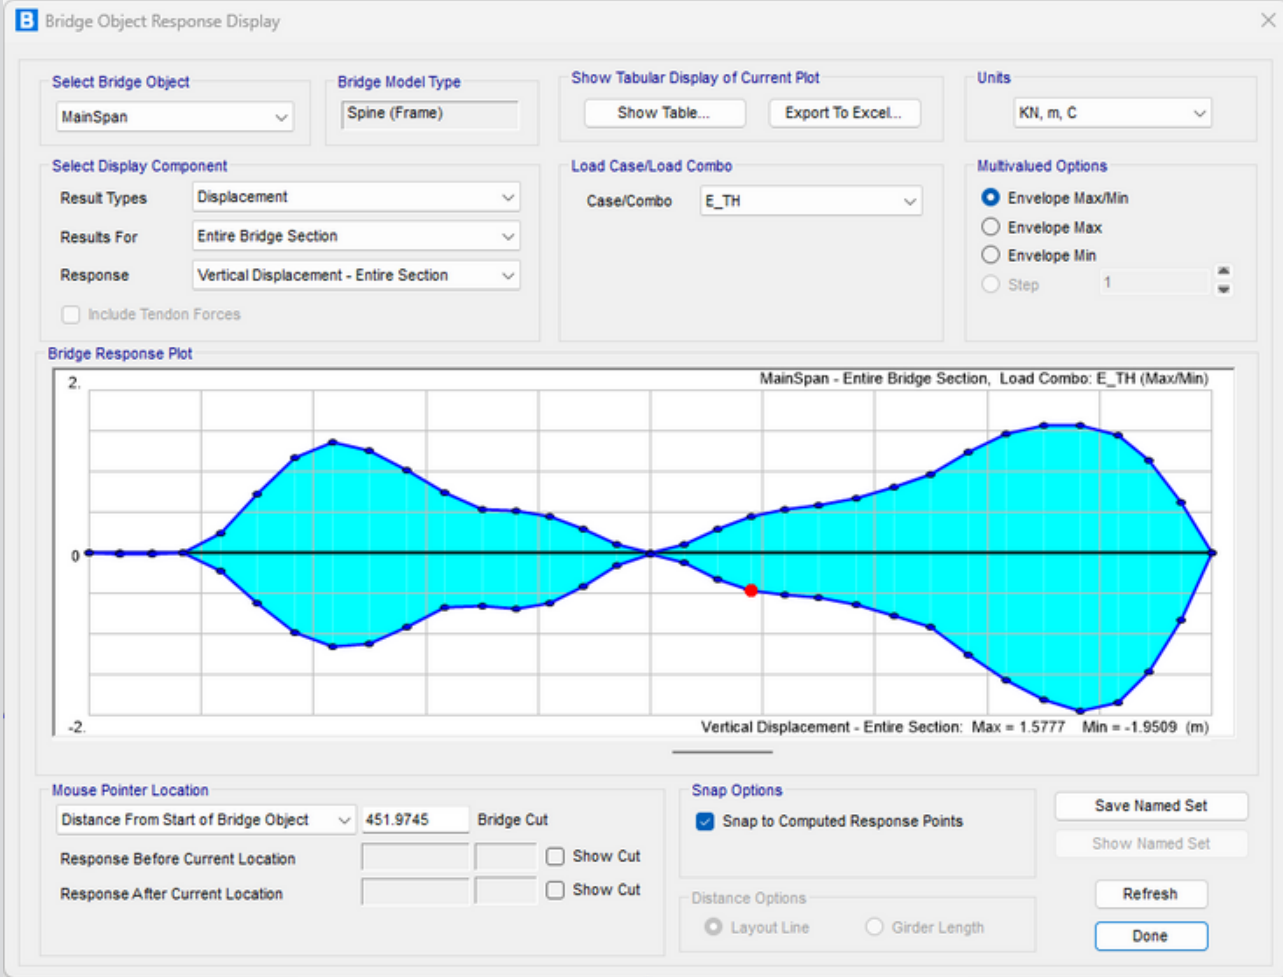 B Bridge Object Response Display
Select Bridge Object
MainSpan
Bridge Model Type
Spine (Frame)
Show Tabular Display of Current Plot
Show Table...
Export To Excel...
Units
KN, m, C
Select Display Component
Result Types
Displacement
Results For
Entire Bridge Section
Response
Vertical Displacement - Entire Section
Include Tendon Forces
Load Case/Load Combo
Case/Combo
E_TH
Multivalued Options
Envelope Max/Min
Envelope Max
Envelope Min
Step
1
Bridge Response Plot
MainSpan - Entire Bridge Section, Load Combo: E_TH (Max/Min)
2.
0
-2.
Vertical Displacement - Entire Section: Max = 1.5777 Min = -1.9509 (m)
Mouse Pointer Location
Distance From Start of Bridge Object
451.9745
Bridge Cut
Response Before Current Location
Show Cut
Response After Current Location
Show Cut
Snap Options
Snap to Computed Response Points
Distance Options
Layout Line
Girder Length
Save Named Set
Show Named Set
Refresh
Done